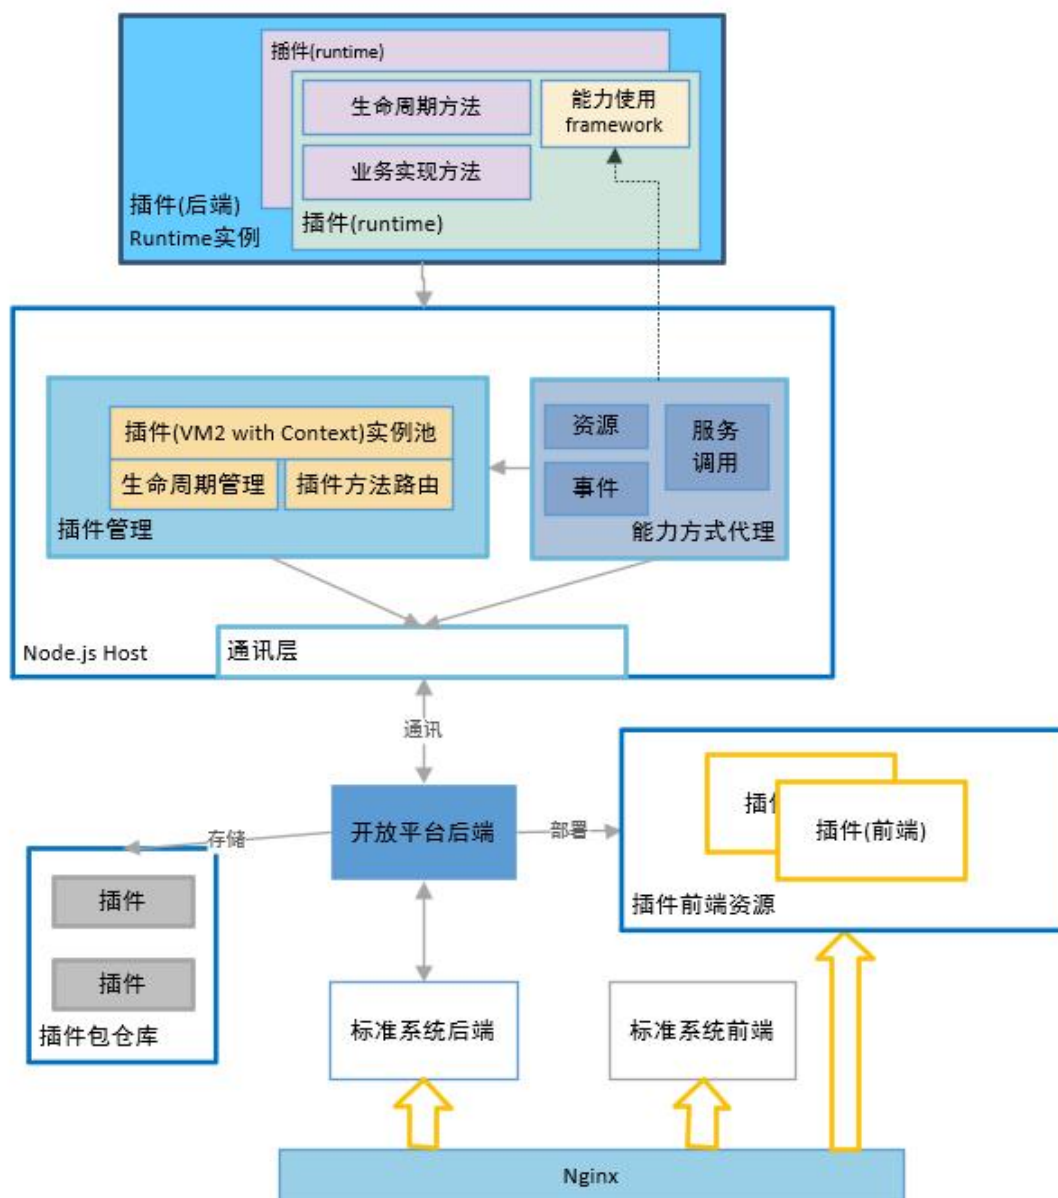 插件(runtime)
生命周期方法
能力使用
framework
业务实现方法
插件(后端)
Runtime实例
插件(runtime)
插件(VM2 with Context)实例池
生命周期管理
插件方法路由
插件管理
资源
服务
调用
事件
能力方式代理
Node.js Host
通讯层
通讯
开放平台后端
存储
部署
插件
插件
插件包仓库
插件
插件(前端)
插件前端资源
标准系统后端
标准系统前端
Nginx